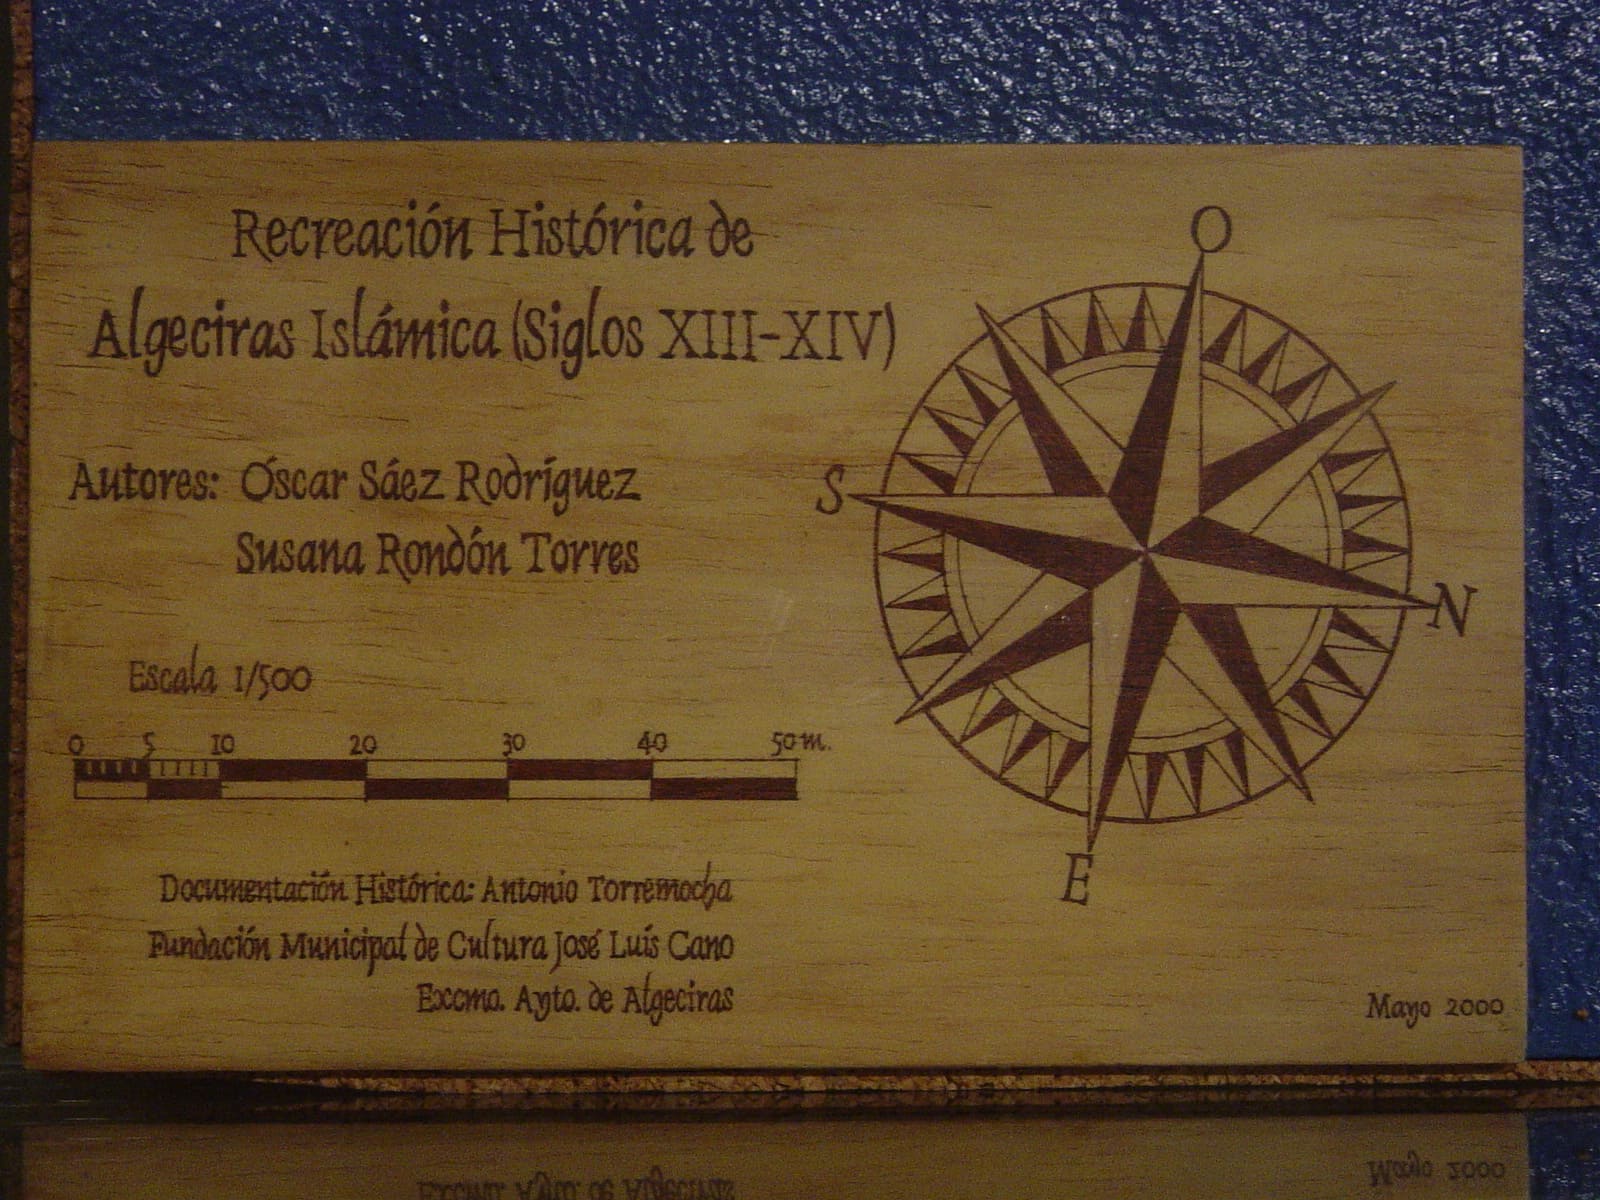 Recreación Histórica de
Algeciras Islámica (Siglos XIII-XIV)
Autores: Óscar Sáez Rodríguez
Susana Rondón Torres
Escala 1/500
0 5 10 20 30 40 50 m.
O
S
N
E
Documentación Histórica: Antonio Torremocha
Fundación Municipal de Cultura José Luís Cano
Excmo. Ayto. de Algeciras
Mayo 2000